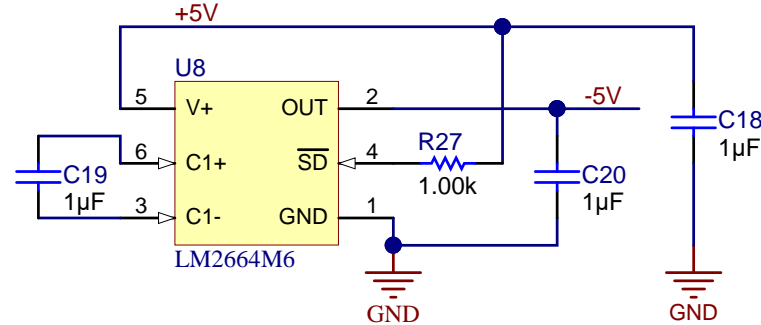 +5V
U8
5
V+
OUT
2
-5V
C18
1µF
R27
6
C1+
SD
4
1.00k
C19
1µF
C20
1µF
3
C1-
GND
1
LM2664M6
GND
GND